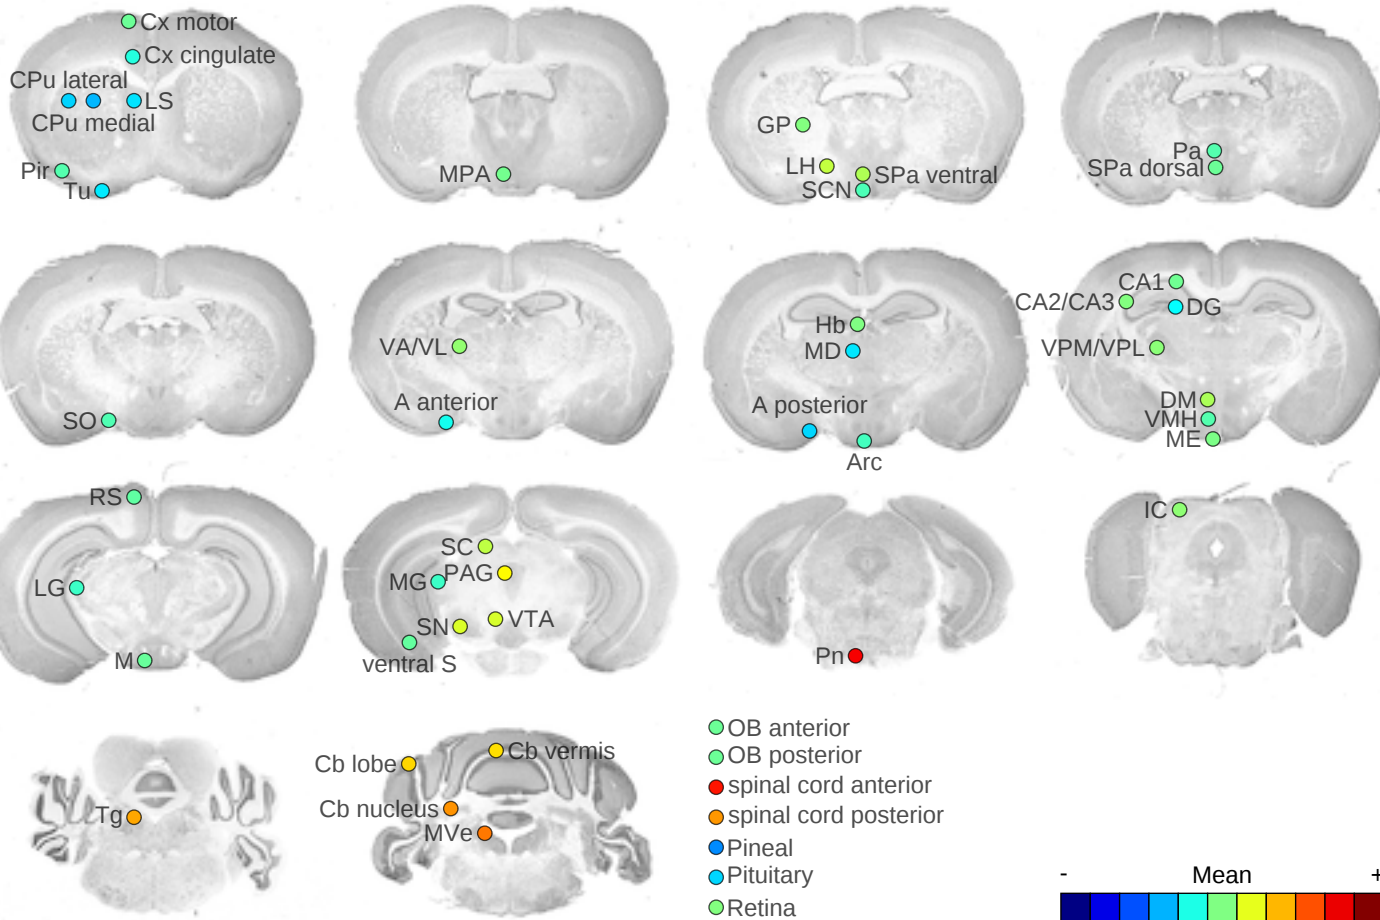 Cx motor
Cx cingulate
CPu lateral
LS
CPu medial
Pir
Tu
MPA
GP
LH
SPa ventral
SCN
Pa
SPa dorsal
SO
VA/VL
A anterior
Hb
MD
A posterior
Arc
CA1
CA2/CA3
DG
VPM/VPL
DM
VMH
ME
RS
LG
M
SC
MG
PAG
SN
VTA
ventral S
Pn
IC
Tg
Cb lobe
Cb vermis
Cb nucleus
MVe
OB anterior
OB posterior
spinal cord anterior
spinal cord posterior
Pineal
Pituitary
Retina
- Mean +